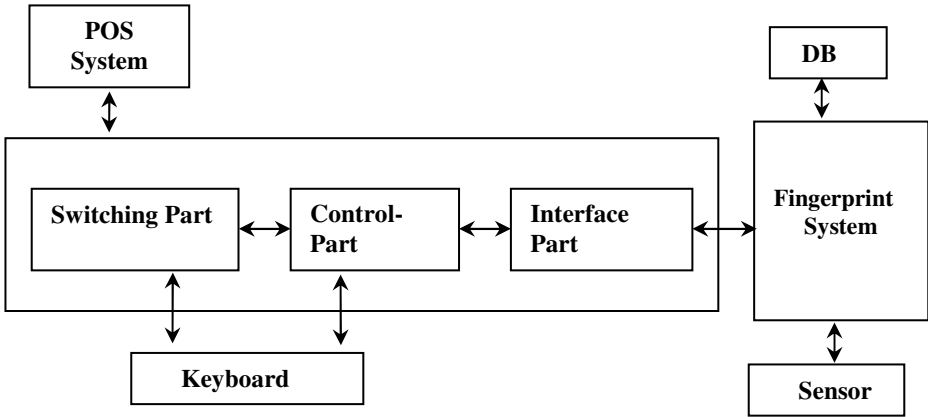 POS
System
DB
Switching Part
Control-
Part
Interface
Part
Fingerprint
System
Keyboard
Sensor